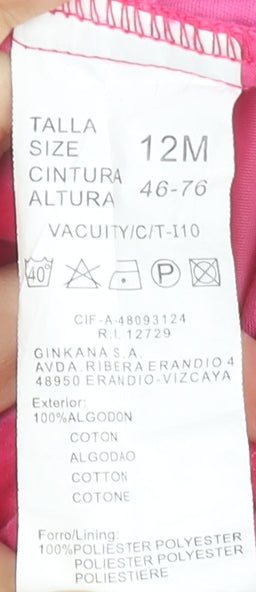 TALLA
SIZE 12M
CINTURA
ALTURA 46-76
VACUITY/C/T-I10
40°
P
CIF-A-48093124
R.I. 12729
GINKANA S.A.
AVDA. RIBERA ERANDIO 4
48950 ERANDIO-VIZCAYA
Exterior:
100%ALGODON
COTON
ALGODAO
COTTON
COTONE
Forro/Lining:
100%POLIESTER POLYESTER
POLIESTER POLYESTER
POLIESTIERE